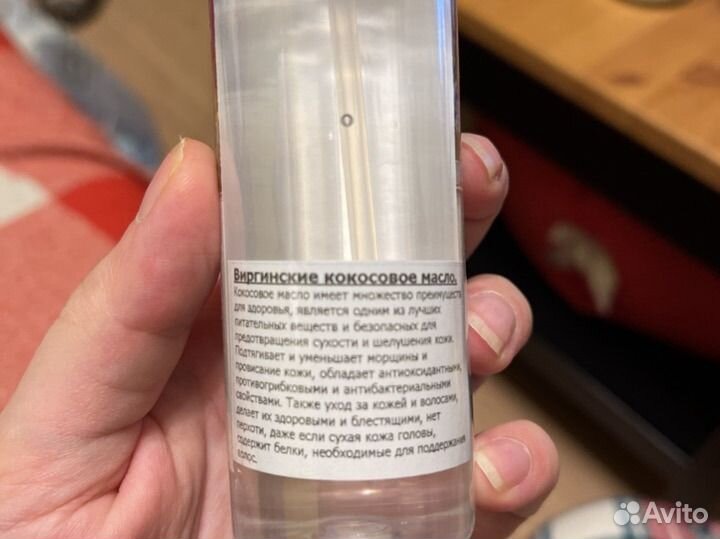 Виргинские кокосовое масло.
Кокосовое масло имеет множество преимуществ
для здоровья, является одним из лучших
питательных веществ и безопасных для
предотвращения сухости и шелушения кожи.
Подтягивает и уменьшает морщины и
провисание кожи, обладает антиоксидантными,
противогрибковыми и антибактериальными
свойствами. Также уход за кожей и волосами,
делает их здоровыми и блестящими, нет
перхоти, даже если сухая кожа головы,
содержит белки, необходимые для поддержания
волос.
Avito